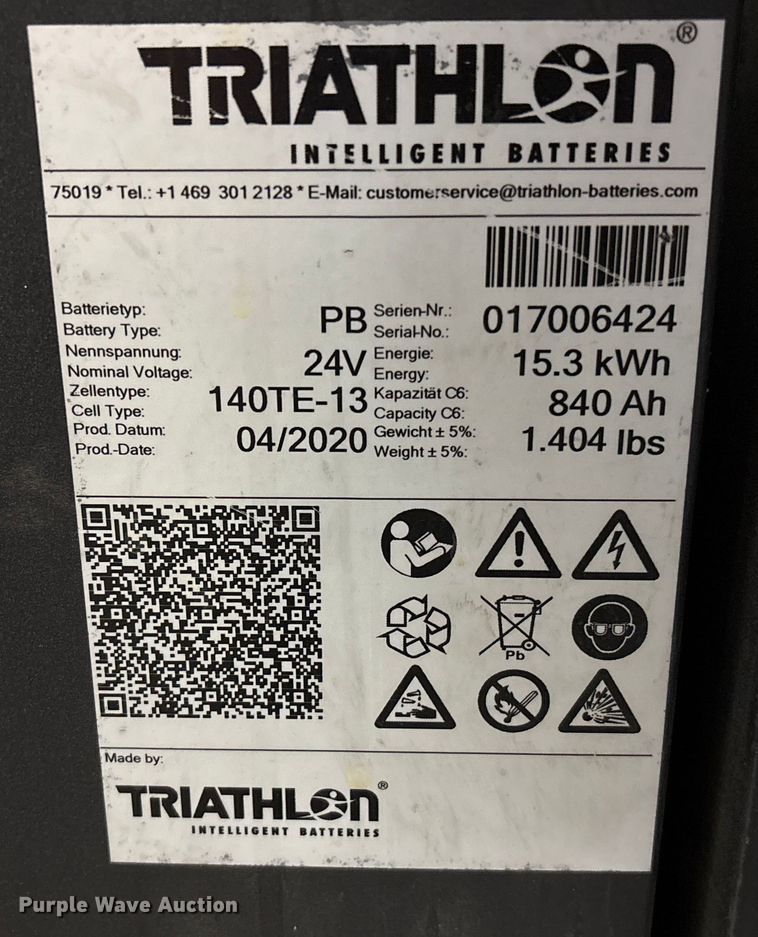 TRIATHLON®
INTELLIGENT BATTERIES
75019 * Tel.: +1 469 301 2128 * E-Mail: customerservice@triathlon-batteries.com
Batterietyp:
Battery Type: PB
Serien-Nr.:
Serial-No.: 017006424
Nennspannung:
Nominal Voltage: 24V
Energie:
Energy: 15.3 kWh
Zellentype:
Cell Type: 140TE-13
Kapazität C6:
Capacity C6: 840 Ah
Prod. Datum:
Prod.-Date: 04/2020
Gewicht ± 5%:
Weight ± 5%: 1.404 lbs
Pb
Made by:
TRIATHLON®
INTELLIGENT BATTERIES
Purple Wave Auction